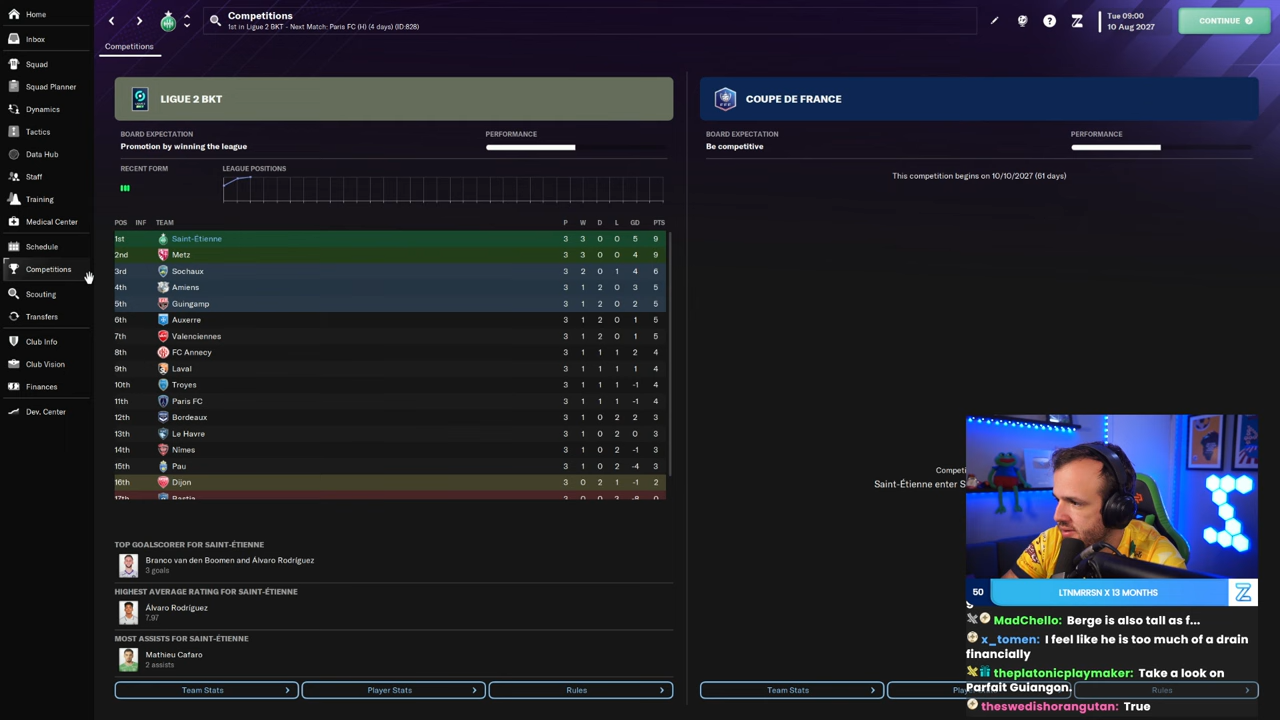 Home
Inbox
Squad
Squad Planner
Dynamics
Tactics
Data Hub
Staff
Training
Medical Center
Schedule
Competitions
Scouting
Transfers
Club Info
Club Vision
Finances
Dev. Center
Competitions
1st in Ligue 2 BKT - Next Match: Paris FC (H) (4 days) (ID:828)
Tue 09:00
10 Aug 2027
CONTINUE
Competitions
LIGUE 2 BKT
BOARD EXPECTATION
Promotion by winning the league
PERFORMANCE
RECENT FORM
LEAGUE POSITIONS
POS INF TEAM P W D L GD PTS
1st Saint-Étienne 3 3 0 0 5 9
2nd Metz 3 3 0 0 4 9
3rd Sochaux 3 2 0 1 4 6
4th Amiens 3 1 2 0 3 5
5th Guingamp 3 1 2 0 2 5
6th Auxerre 3 1 2 0 1 5
7th Valenciennes 3 1 2 0 1 5
8th FC Annecy 3 1 1 1 2 4
9th Laval 3 1 1 1 1 4
10th Troyes 3 1 1 1 -1 4
11th Paris FC 3 1 1 1 -1 4
12th Bordeaux 3 1 0 2 2 3
13th Le Havre 3 1 0 2 0 3
14th Nîmes 3 1 0 2 -1 3
15th Pau 3 1 0 2 -4 3
16th Dijon 3 0 2 1 -1 2
17th Bastia
TOP GOALSCORER FOR SAINT-ÉTIENNE
Branco van den Boomen and Álvaro Rodríguez
3 goals
HIGHEST AVERAGE RATING FOR SAINT-ÉTIENNE
Álvaro Rodríguez
7.97
MOST ASSISTS FOR SAINT-ÉTIENNE
Mathieu Cafaro
2 assists
Team Stats
Player Stats
Rules
COUPE DE FRANCE
BOARD EXPECTATION
Be competitive
PERFORMANCE
This competition begins on 10/10/2027 (61 days)
Competi
Saint-Étienne enter S
Team Stats
Rules
50
LTNMRRSN X 13 MONTHS
MadChello: Berge is also tall as f...
x_tomen: I feel like he is too much of a drain
financially
theplatonicplaymaker: Take a look on
Parfait Guiangon.
theswedishorangutan: True